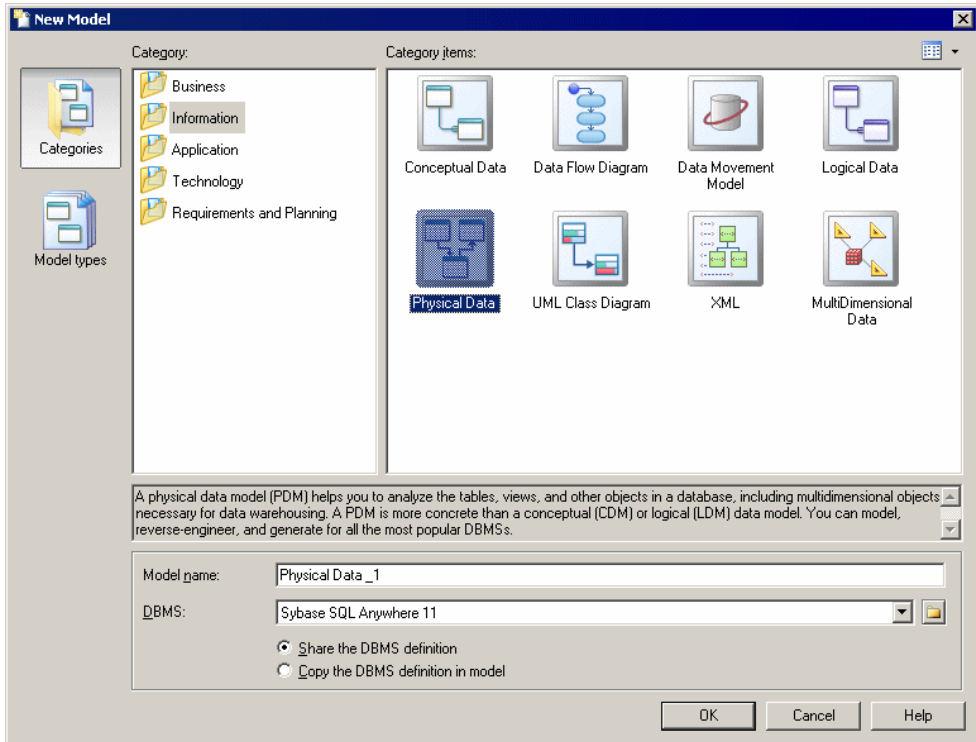 New Model
Category:
Category items:
Categories
Model types
Business
Information
Application
Technology
Requirements and Planning
Conceptual Data
Data Flow Diagram
Data Movement
Model
Logical Data
Physical Data
UML Class Diagram
XML
MultiDimensional
Data
A physical data model (PDM) helps you to analyze the tables, views, and other objects in a database, including multidimensional objects
necessary for data warehousing. A PDM is more concrete than a conceptual (CDM) or logical (LDM) data model. You can model,
reverse-engineer, and generate for all the most popular DBMSs.
Model name:
Physical Data _1
DBMS:
Sybase SQL Anywhere 11
Share the DBMS definition
Copy the DBMS definition in model
OK
Cancel
Help